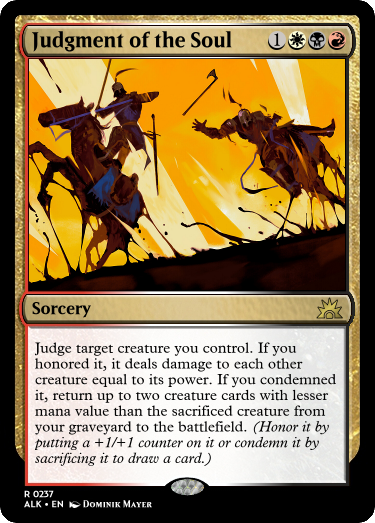 Judgment of the Soul 1
Sorcery
Judge target creature you control. If you
honored it, it deals damage to each other
creature equal to its power. If you condemned
it, return up to two creature cards with lesser
mana value than the sacrificed creature from
your graveyard to the battlefield. (Honor it by
putting a +1/+1 counter on it or condemn it by
sacrificing it to draw a card.)
R 0237
ALK • EN DOMINIK MAYER